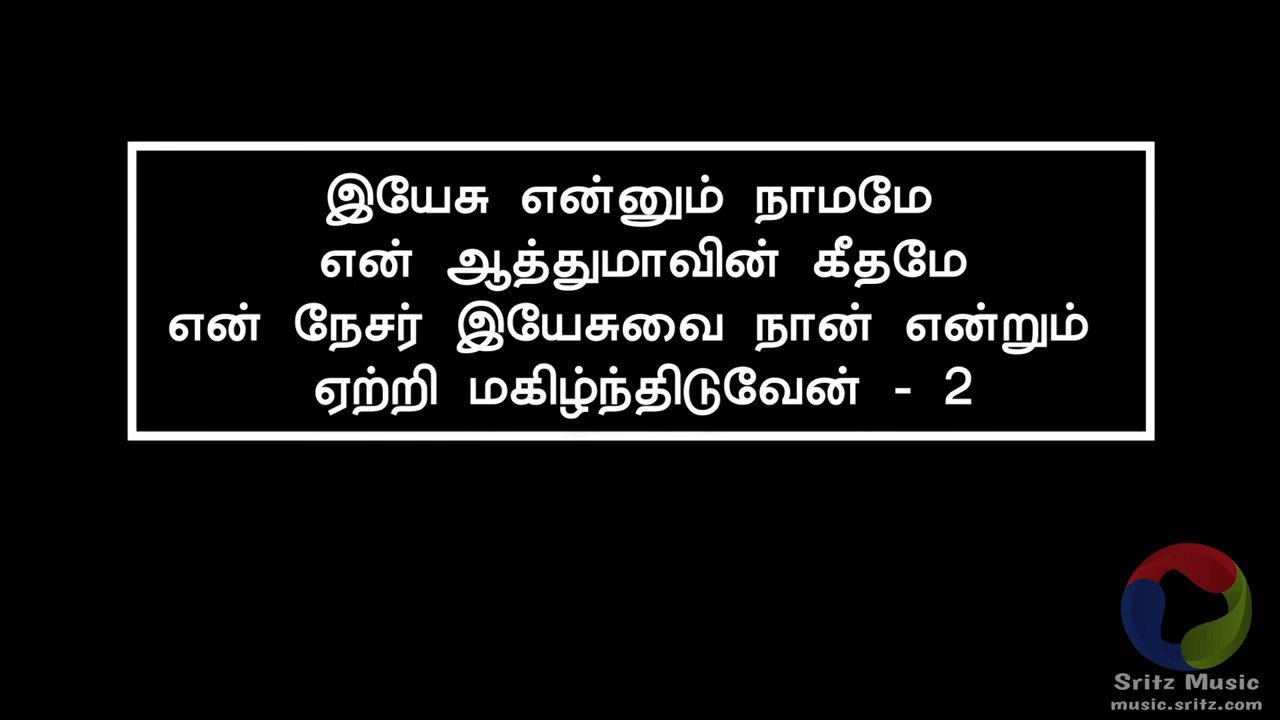 இயேசு என்னும் நாமமே
என் ஆத்துமாவின் கீதமே
என் நேசர் இயேசுவை நான் என்றும்
ஏற்றி மகிழ்ந்திடுவேன் - 2
Sritz Music
music.sritz.com